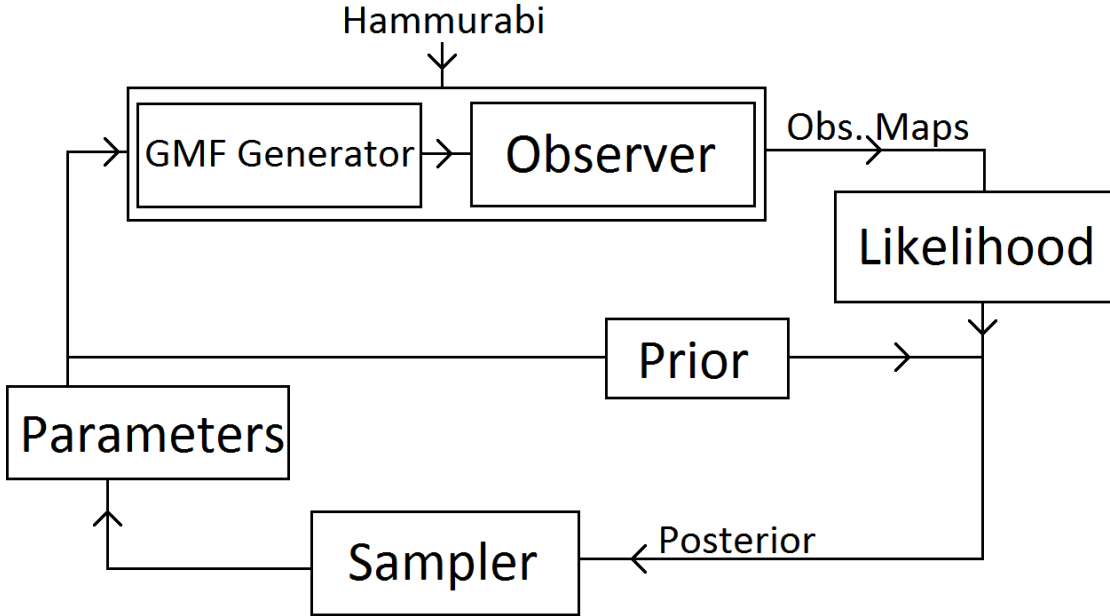 Hammurabi
GMF Generator
Observer
Obs. Maps
Likelihood
Prior
Parameters
Posterior
Sampler